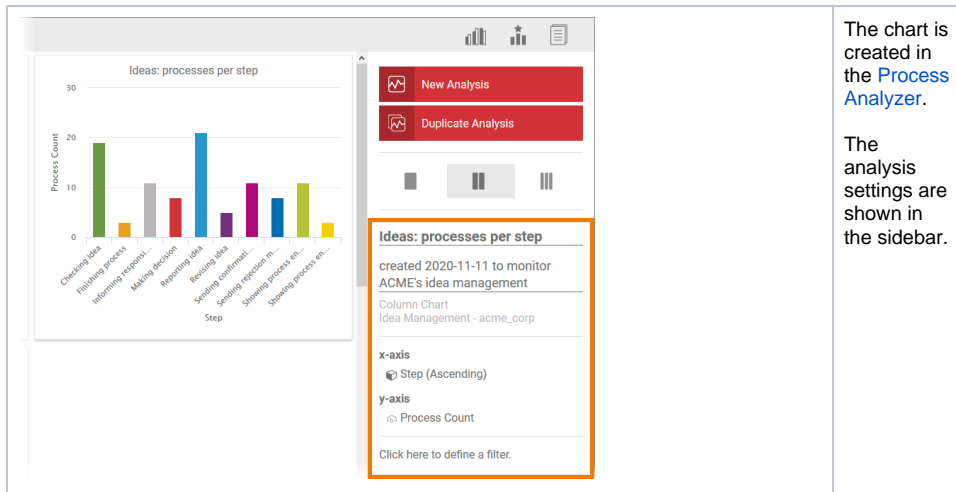 Ideas: processes per step
30
20
10
0
Process Count
Checking idea
Finishing process
Informing responsi...
Making decision
Reporting idea
Revising idea
Sending confirmati...
Sending rejection m...
Showing process en...
Showing process en...
Step
New Analysis
Duplicate Analysis
Ideas: processes per step
created 2020-11-11 to monitor
ACME's idea management
Column Chart
Idea Management - acme_corp
x-axis
Step (Ascending)
y-axis
Process Count
Click here to define a filter.
The chart is
created in
the Process
Analyzer.
The
analysis
settings are
shown in
the sidebar.